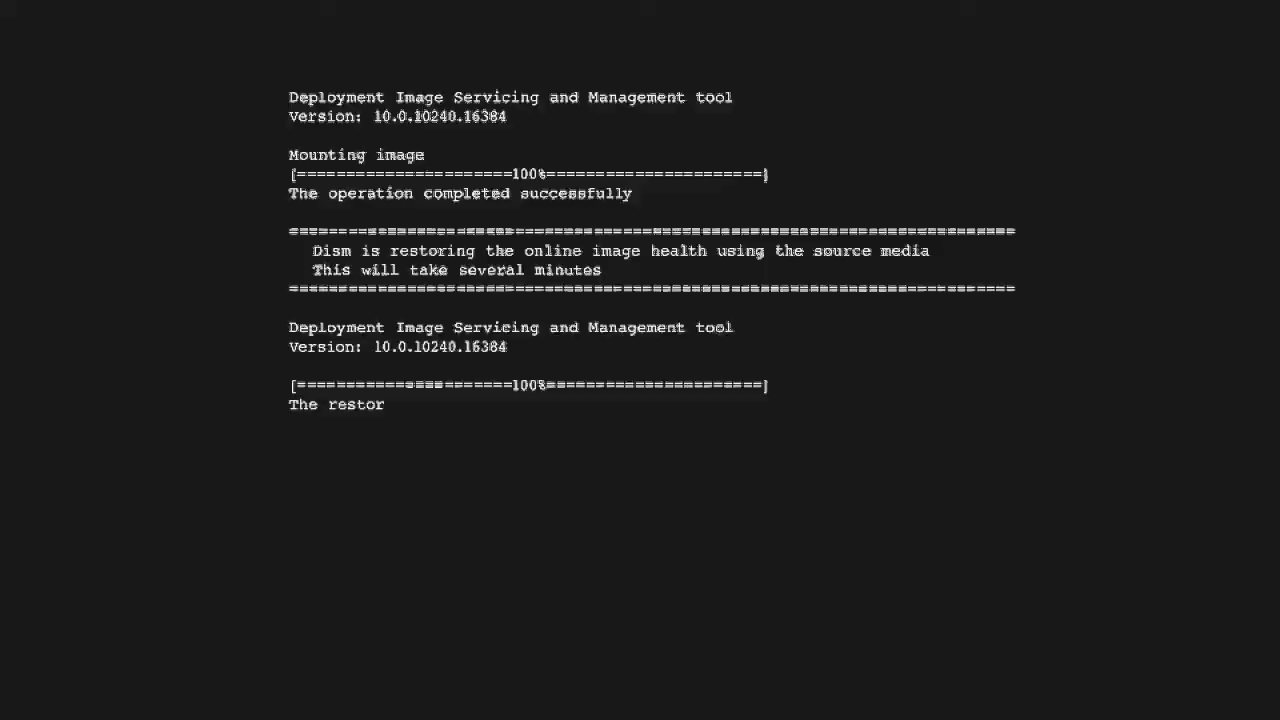 Deployment Image Servicing and Management tool
Version: 10.0.10240.16384
Mounting image
[======================100%======================]
The operation completed successfully
===========================================================================
Dism is restoring the online image health using the source media
This will take several minutes
===========================================================================
Deployment Image Servicing and Management tool
Version: 10.0.10240.16384
[======================100%======================]
The restor